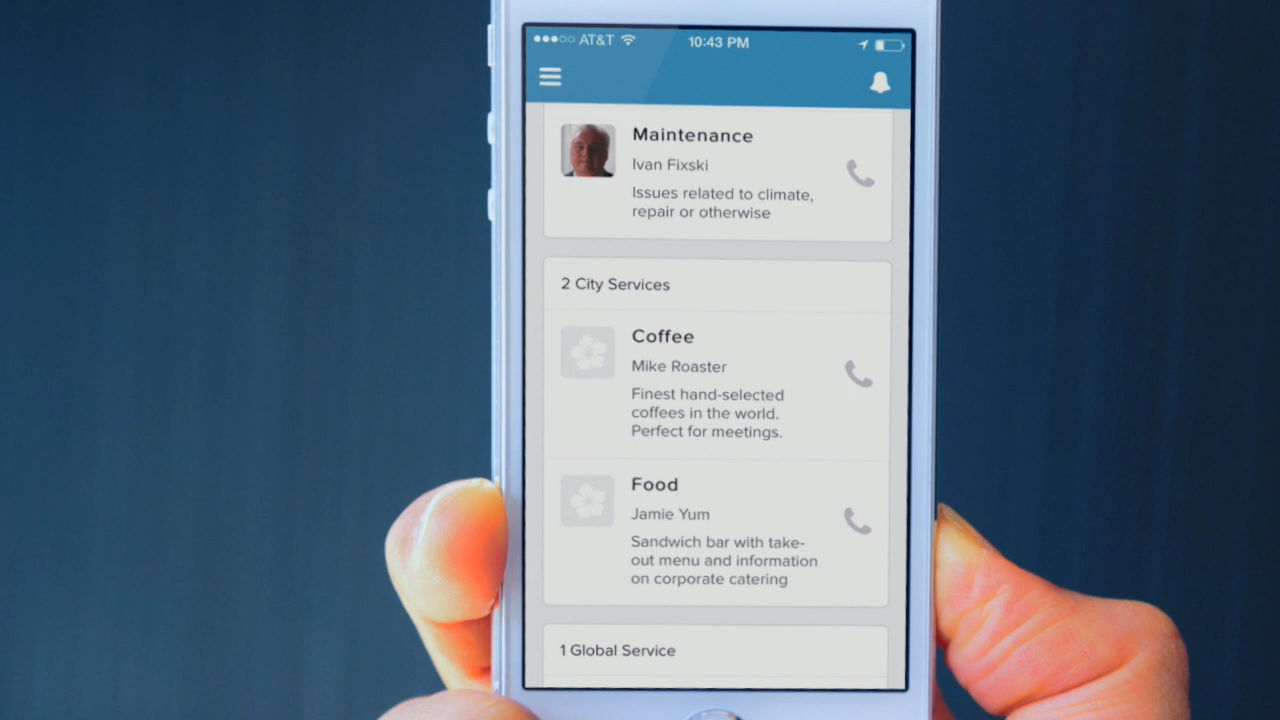 AT&T 10:43 PM
Maintenance
Ivan Fixski
Issues related to climate,
repair or otherwise
2 City Services
Coffee
Mike Roaster
Finest hand-selected
coffees in the world.
Perfect for meetings.
Food
Jamie Yum
Sandwich bar with take-
out menu and information
on corporate catering
1 Global Service